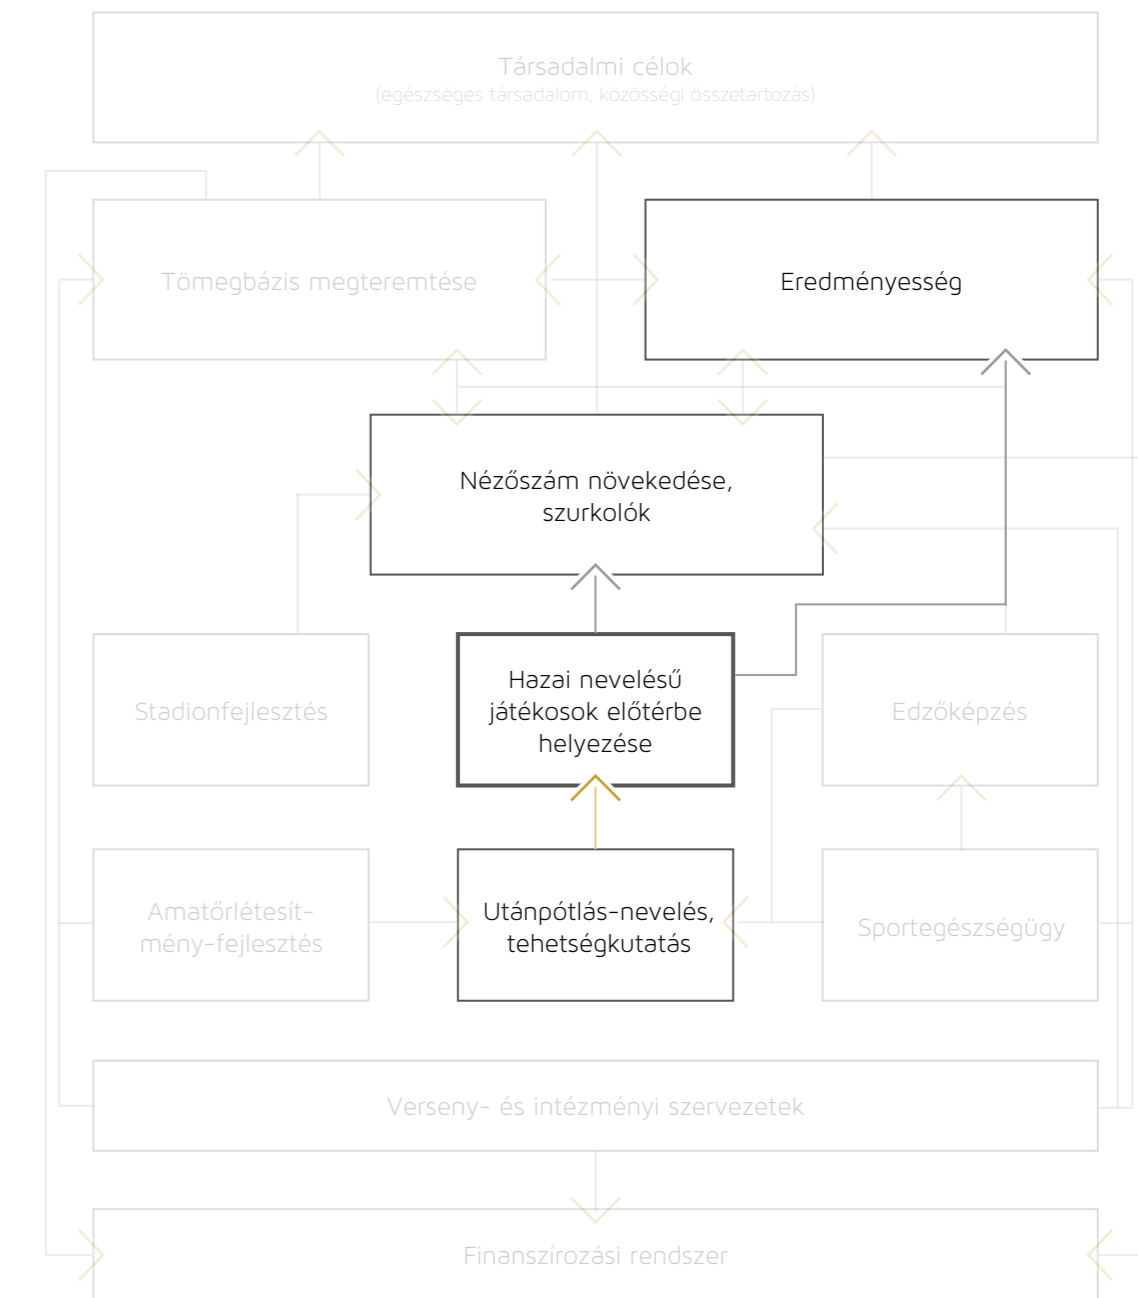 Társadalmi célok
(egészséges társadalom, közösségi összetartozás)
Tömegbázis megteremtése
Eredményesség
Nézőszám növekedése,
szurkolók
Stadionfejlesztés
Hazai nevelésű
játékosok előtérbe
helyezése
Edzőképzés
Amatőrlétesít-
mény-fejlesztés
Utánpótlás-nevelés,
tehetségkutatás
Sportegészségügy
Verseny- és intézményi szervezetek
Finanszírozási rendszer